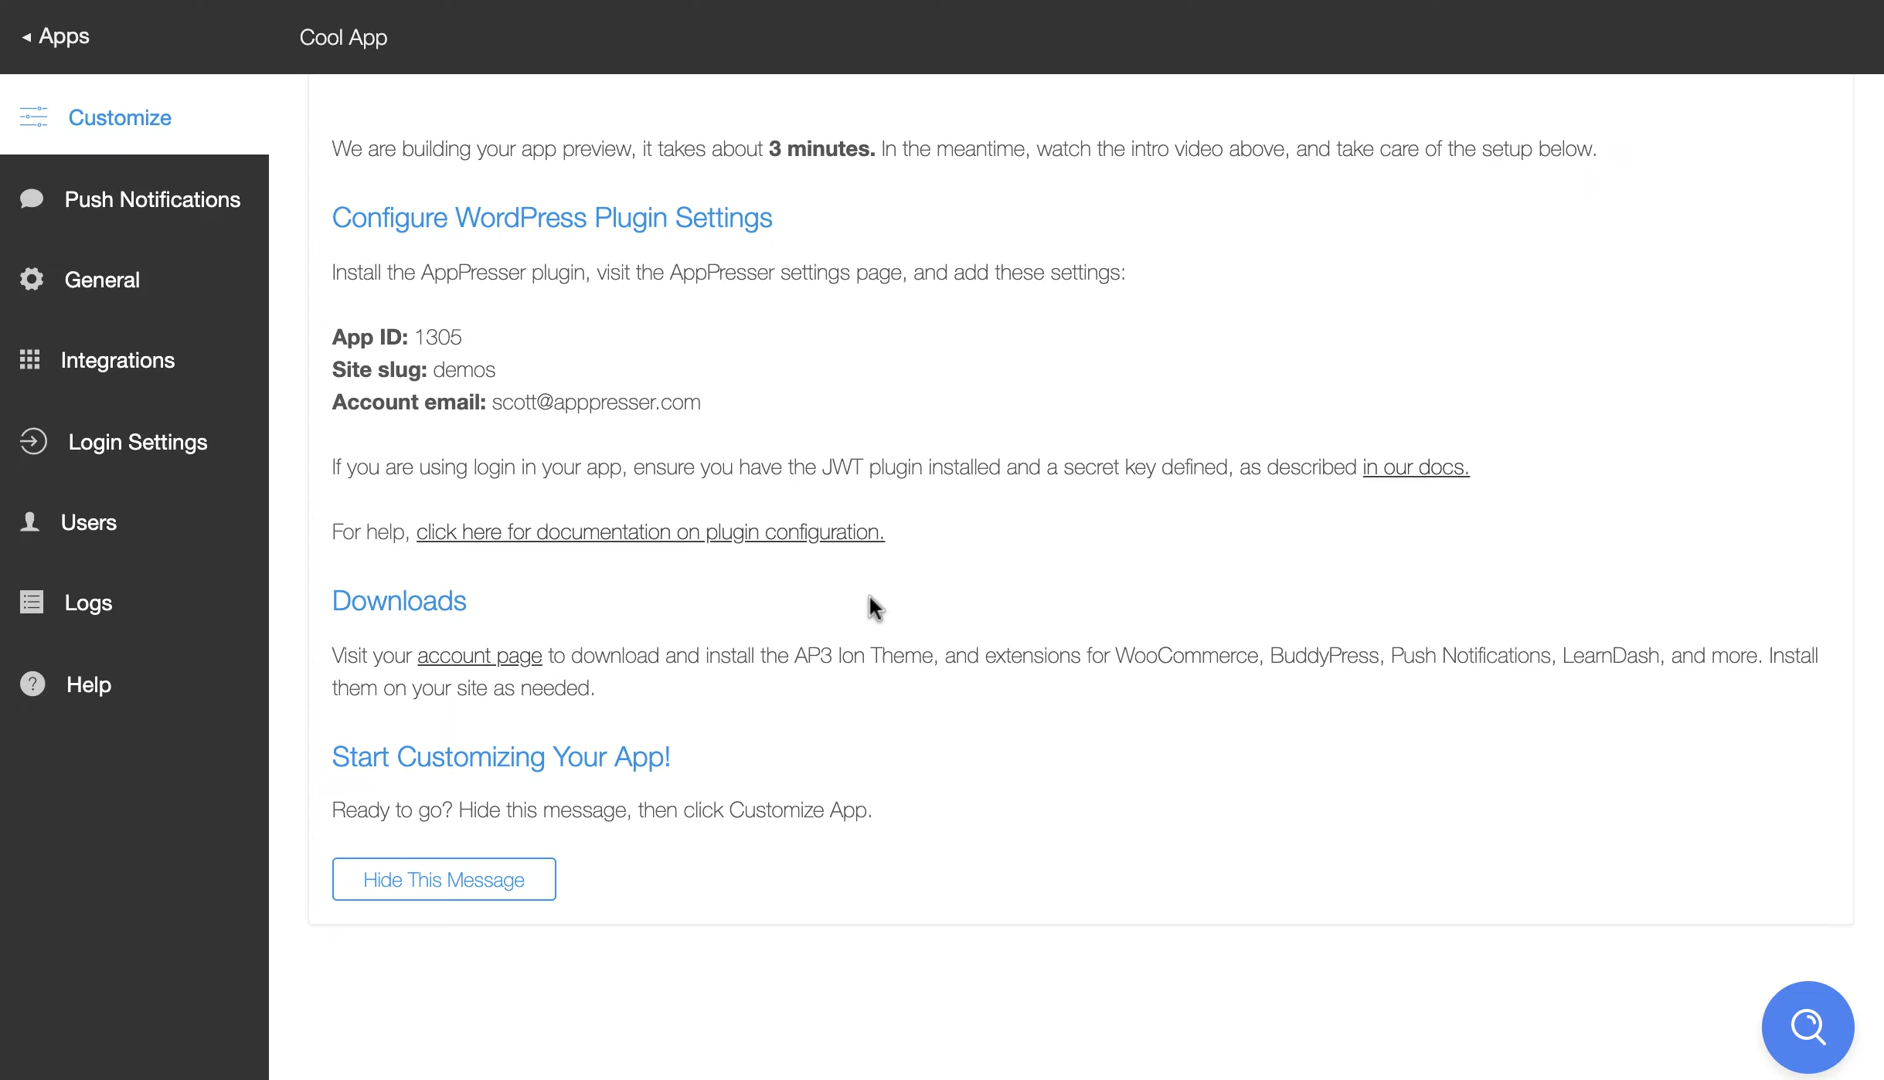 ◂ Apps
Cool App
Customize
Push Notifications
General
Integrations
Login Settings
Users
Logs
? Help
We are building your app preview, it takes about 3 minutes. In the meantime, watch the intro video above, and take care of the setup below.
Configure WordPress Plugin Settings
Install the AppPresser plugin, visit the AppPresser settings page, and add these settings:
App ID: 1305
Site slug: demos
Account email: scott@apppresser.com
If you are using login in your app, ensure you have the JWT plugin installed and a secret key defined, as described in our docs.
For help, click here for documentation on plugin configuration.
Downloads
Visit your account page to download and install the AP3 Ion Theme, and extensions for WooCommerce, BuddyPress, Push Notifications, LearnDash, and more. Install
them on your site as needed.
Start Customizing Your App!
Ready to go? Hide this message, then click Customize App.
Hide This Message